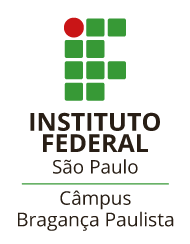 INSTITUTO
FEDERAL
São Paulo
Câmpus
Bragança Paulista